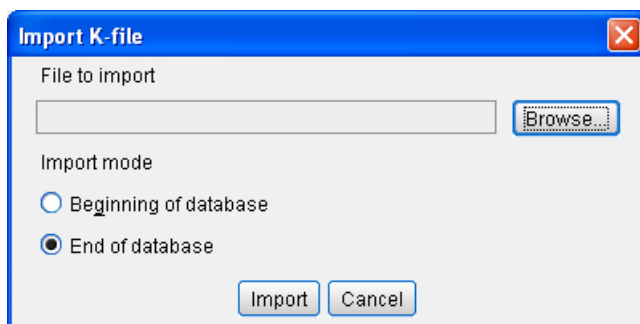 Import K-file
File to import
Browse...
Import mode
Beginning of database
End of database
Import Cancel